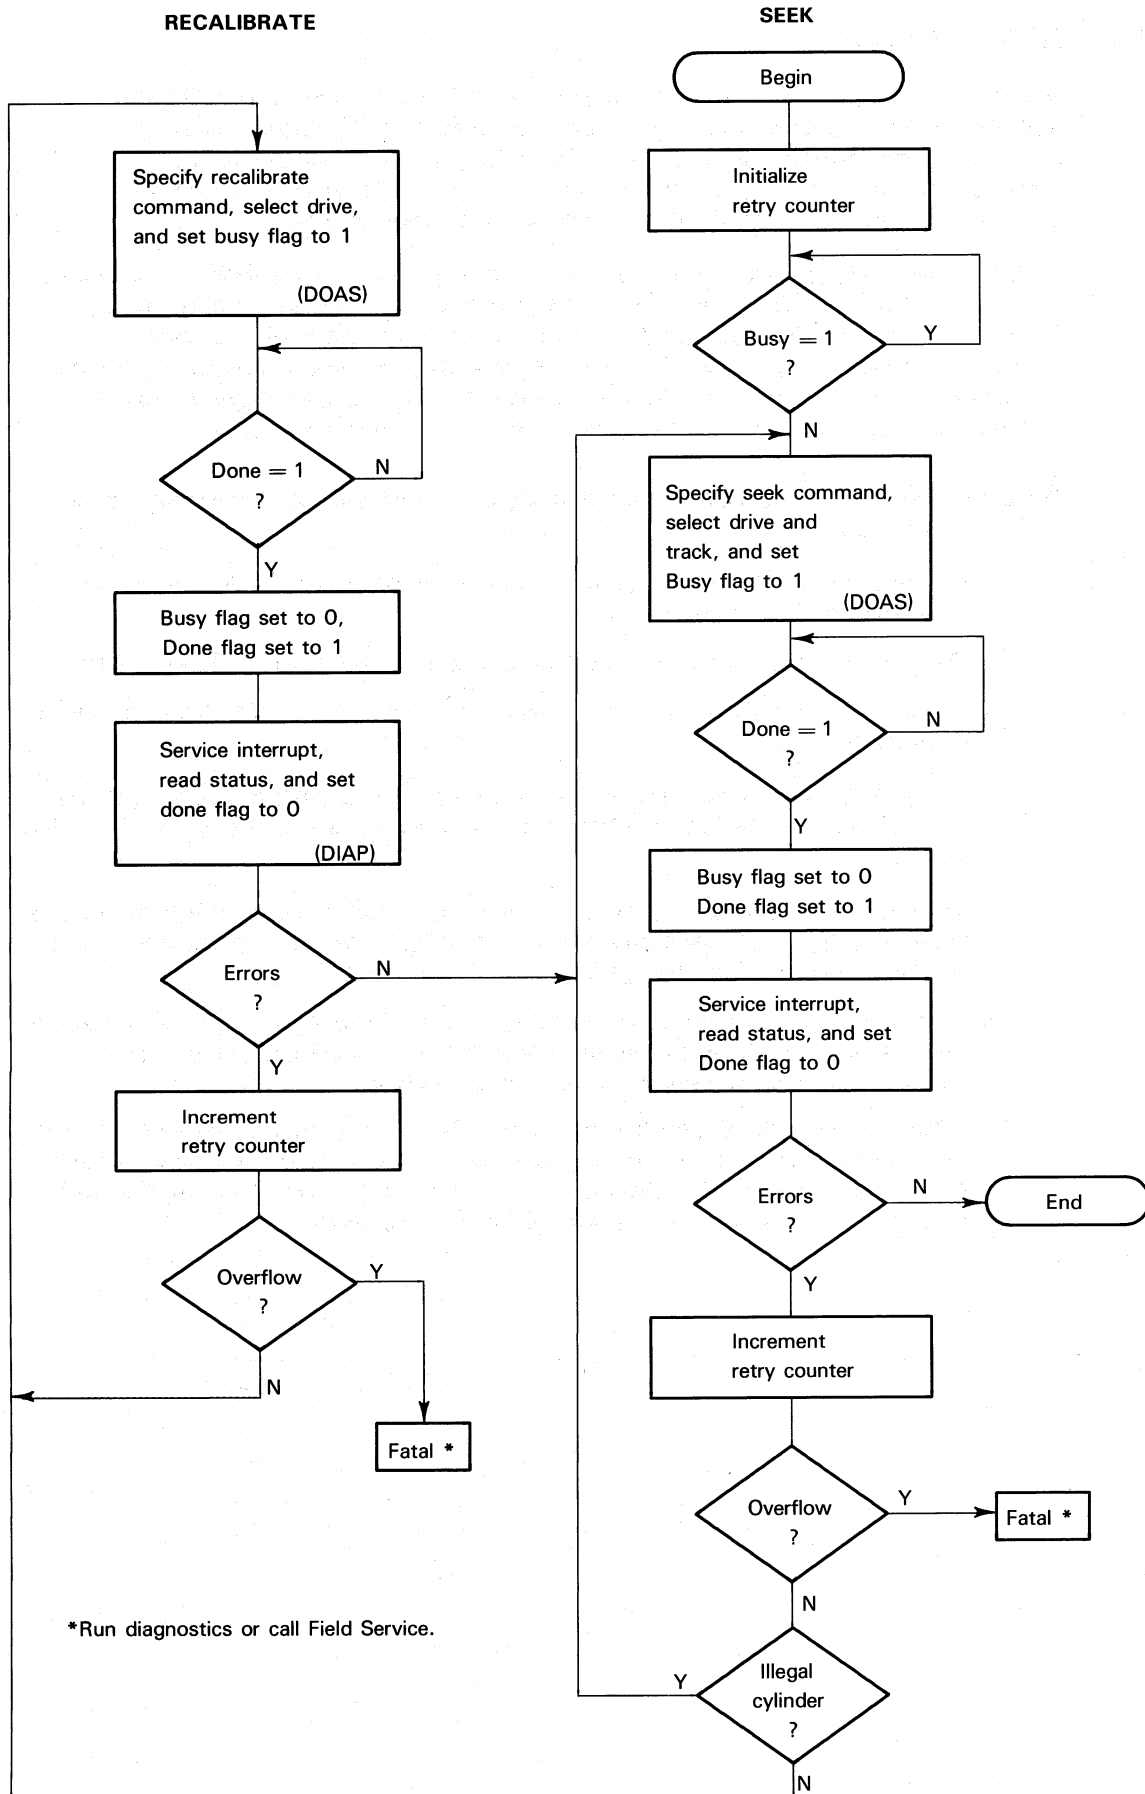 RECALIBRATE
Specify recalibrate
command, select drive,
and set busy flag to 1
(DOAS)
Done = 1
?
N
Y
Busy flag set to 0,
Done flag set to 1
Service interrupt,
read status, and set
done flag to 0
(DIAP)
Errors
?
N
Y
Increment
retry counter
Overflow
?
Y
N
Fatal *
*Run diagnostics or call Field Service.
SEEK
Begin
Initialize
retry counter
Busy = 1
?
Y
N
Specify seek command,
select drive and
track, and set
Busy flag to 1
(DOAS)
Done = 1
?
N
Y
Busy flag set to 0
Done flag set to 1
Service interrupt,
read status, and set
Done flag to 0
Errors
?
N
End
Y
Increment
retry counter
Overflow
?
Y
Fatal *
N
Illegal
cylinder
?
Y
N